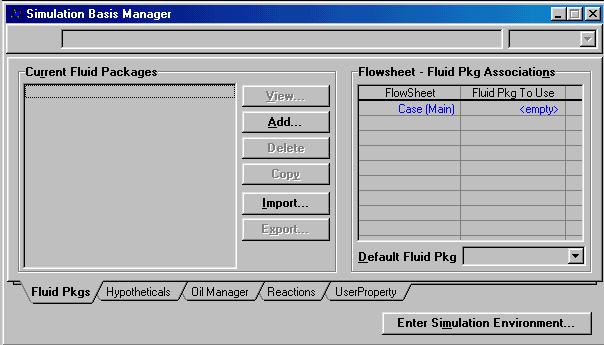 Simulation Basis Manager
Current Fluid Packages
View...
Add...
Delete
Copy
Import...
Export...
Flowsheet - Fluid Pkg Associations
FlowSheet Fluid Pkg To Use
Case (Main) <empty>
Default Fluid Pkg
Fluid Pkgs Hypotheticals Oil Manager Reactions UserProperty
Enter Simulation Environment...